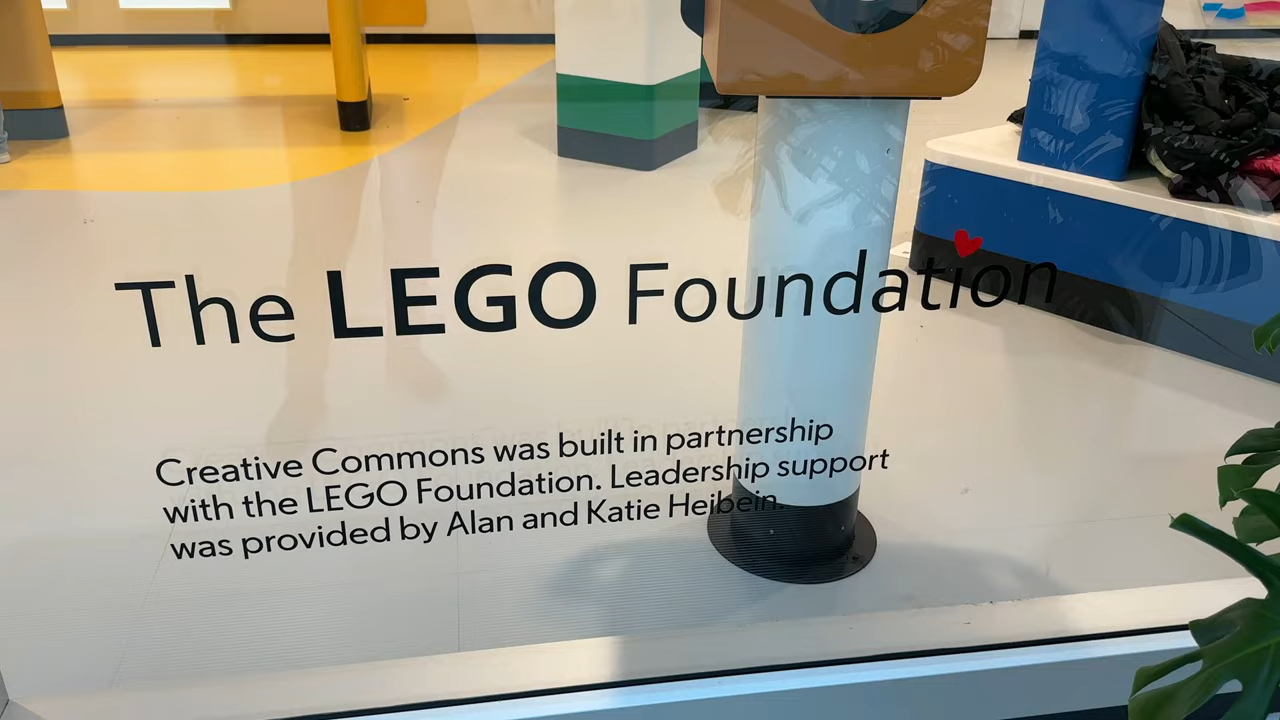 The LEGO Foundation
Creative Commons was built in partnership
with the LEGO Foundation. Leadership support
was provided by Alan and Katie Heibein.